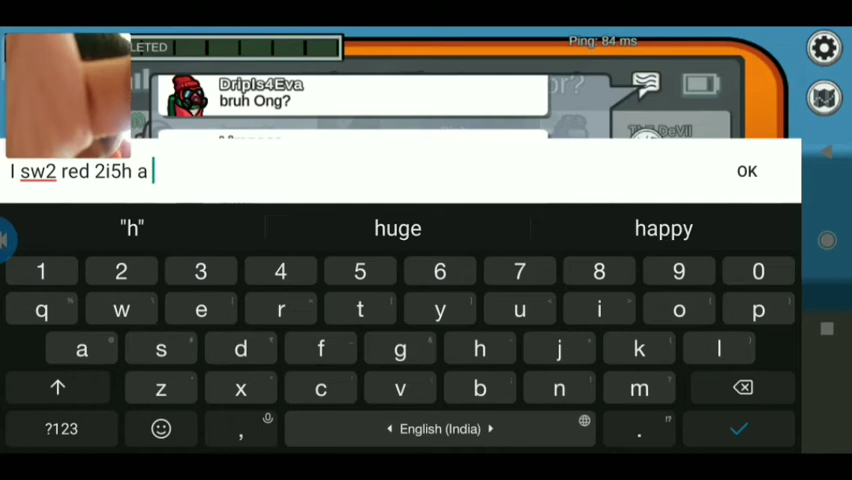 LETED
Ping: 84 ms
DripIs4Eva
bruh Ong?
or?
I sw2 red 2i5h a
OK
"h" huge happy
1 2 3 4 5 6 7 8 9 0
q w e r t y u i o p
a s d f g h j k l
z x c v b n m
?123 , English (India) .